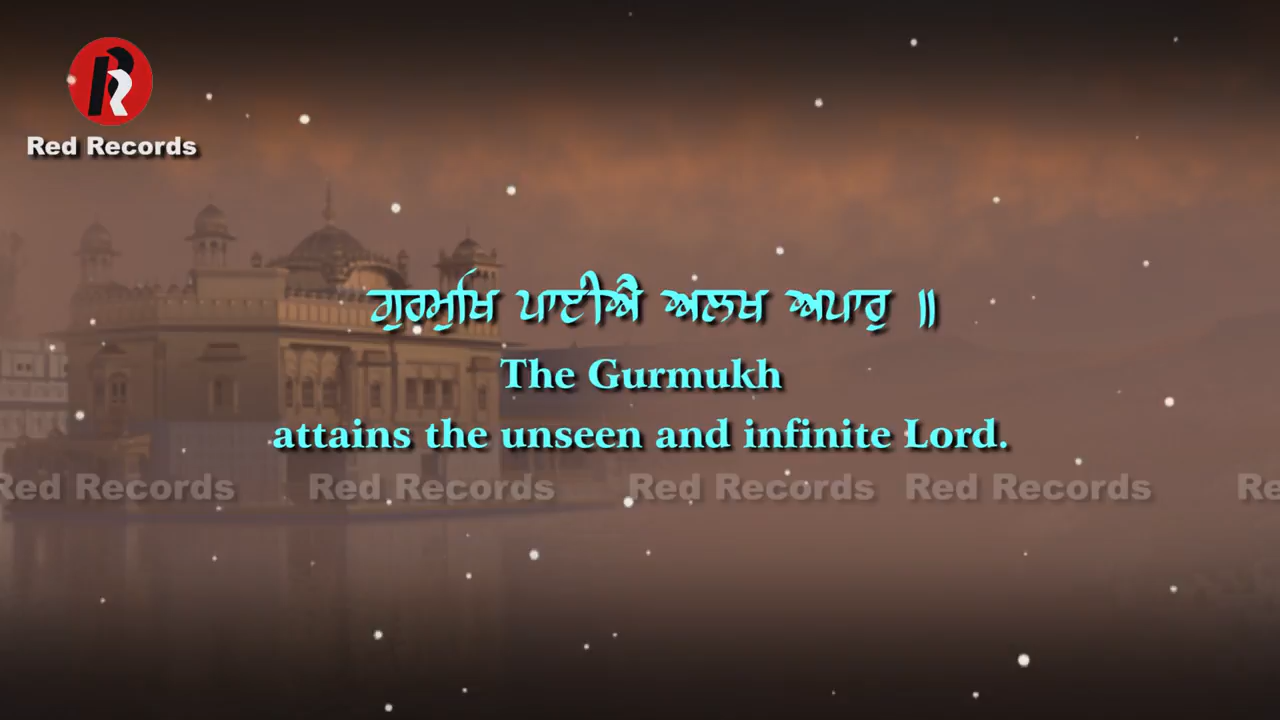 Red Records
ਗੁਰਮੁਖਿ ਪਾਈਐ ਅਲਖ ਅਪਾਰੁ ॥
The Gurmukh
attains the unseen and infinite Lord.
Red Records Red Records Red Records Red Records Re